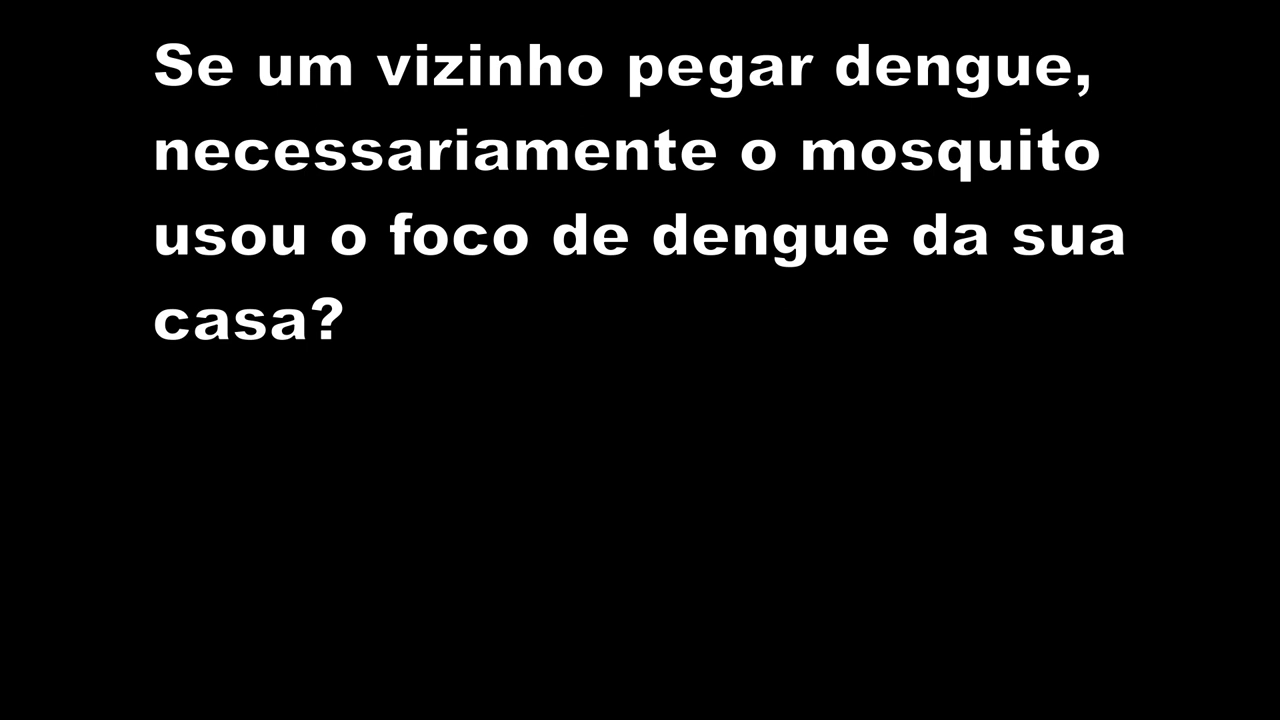 Se um vizinho pegar dengue,
necessariamente o mosquito
usou o foco de dengue da sua
casa?